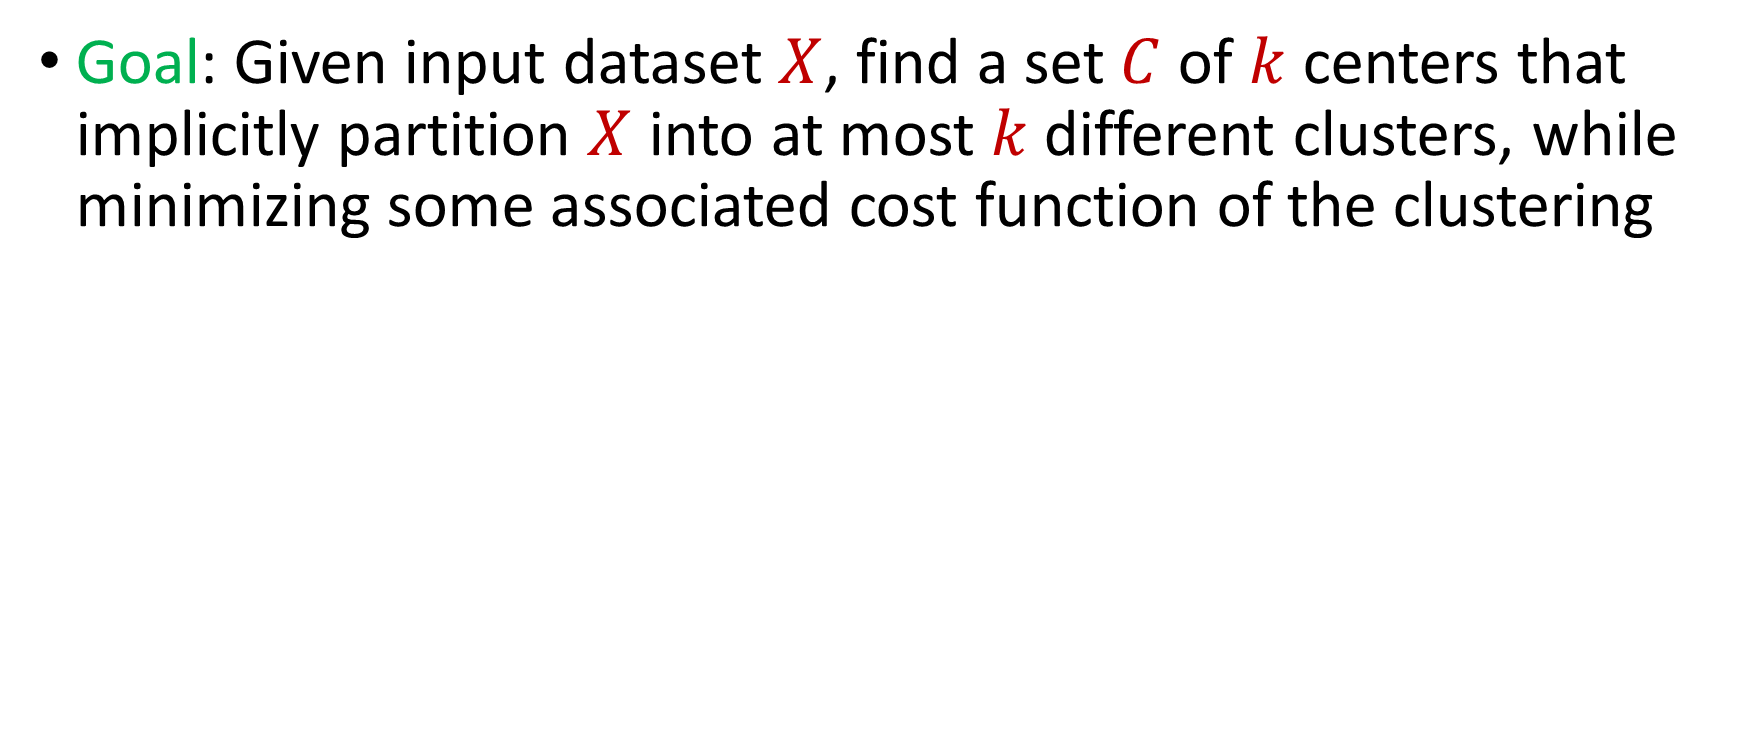 • Goal: Given input dataset X, find a set C of k centers that
implicitly partition X into at most k different clusters, while
minimizing some associated cost function of the clustering